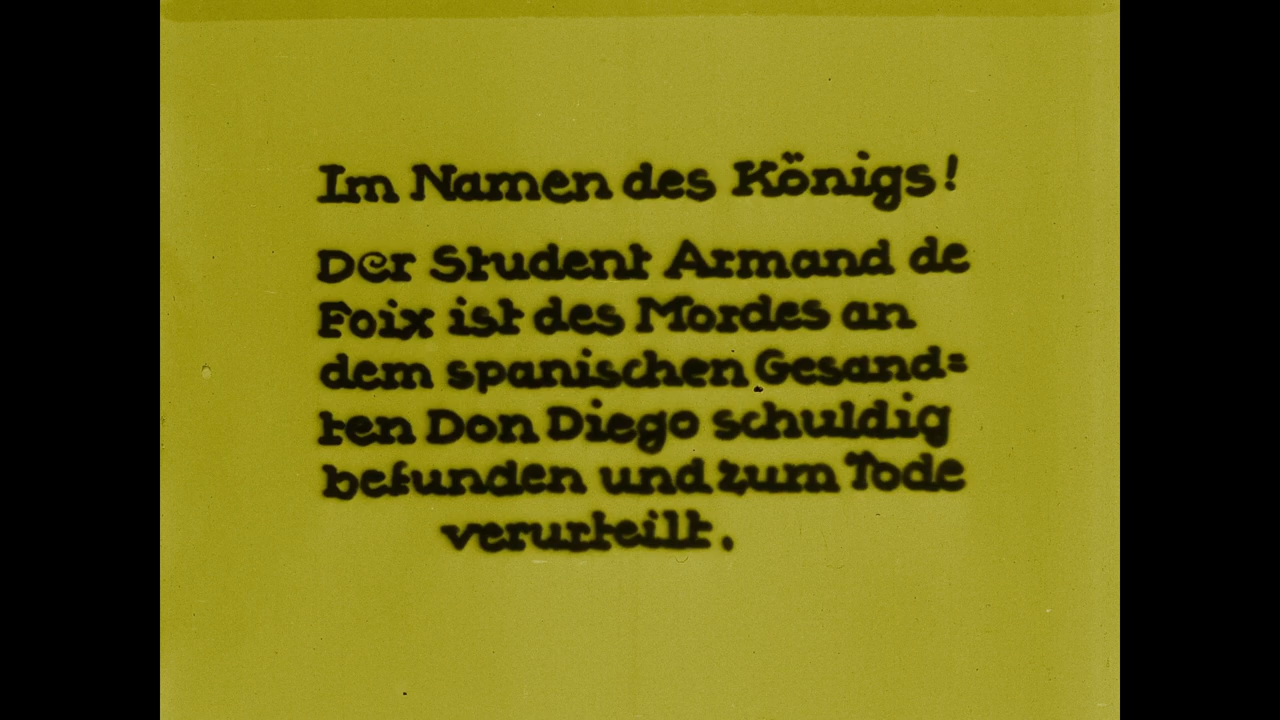 Im Namen des Königs!
Der Student Armand de
Foix ist des Mordes an
dem spanischen Gesand=
ten Don Diego schuldig
befunden und zum Tode
verurteilt.